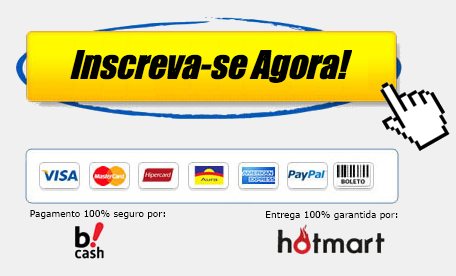 Inscreva-se Agora!
VISA MasterCard Hipercard Aura AMERICAN EXPRESS PayPal BOLETO
Pagamento 100% seguro por: Entrega 100% garantida por:
b! cash hotmart